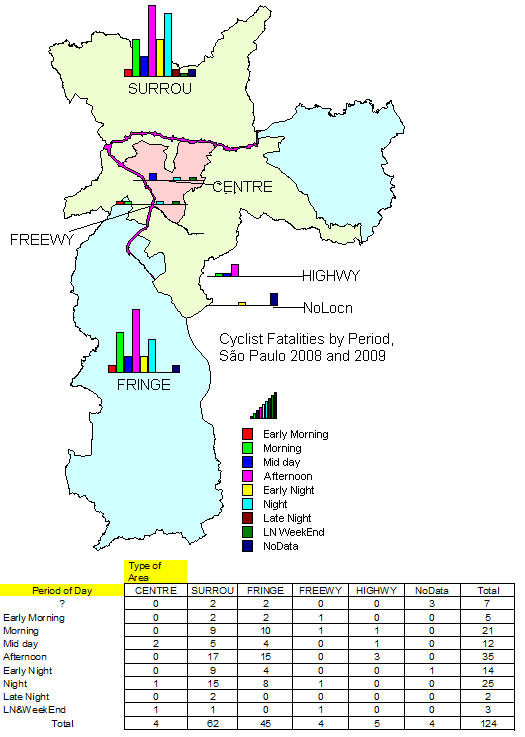 SURROU
CENTRE
FREEWY
HIGHWY
NoLocn
Cyclist Fatalities by Period,
São Paulo 2008 and 2009
FRINGE
Early Morning
Morning
Mid day
Afternoon
Early Night
Night
Late Night
LN WeekEnd
NoData
Type of
Area
Period of Day CENTRE SURROU FRINGE FREEWY HIGHWY NoData Total
? 0 2 2 0 0 3 7
Early Morning 0 2 2 1 0 0 5
Morning 0 9 10 1 1 0 21
Mid day 2 5 4 0 1 0 12
Afternoon 0 17 15 0 3 0 35
Early Night 0 9 4 0 0 1 14
Night 1 15 8 1 0 0 25
Late Night 0 2 0 0 0 0 2
LN&WeekEnd 1 1 0 1 0 0 3
Total 4 62 45 4 5 4 124